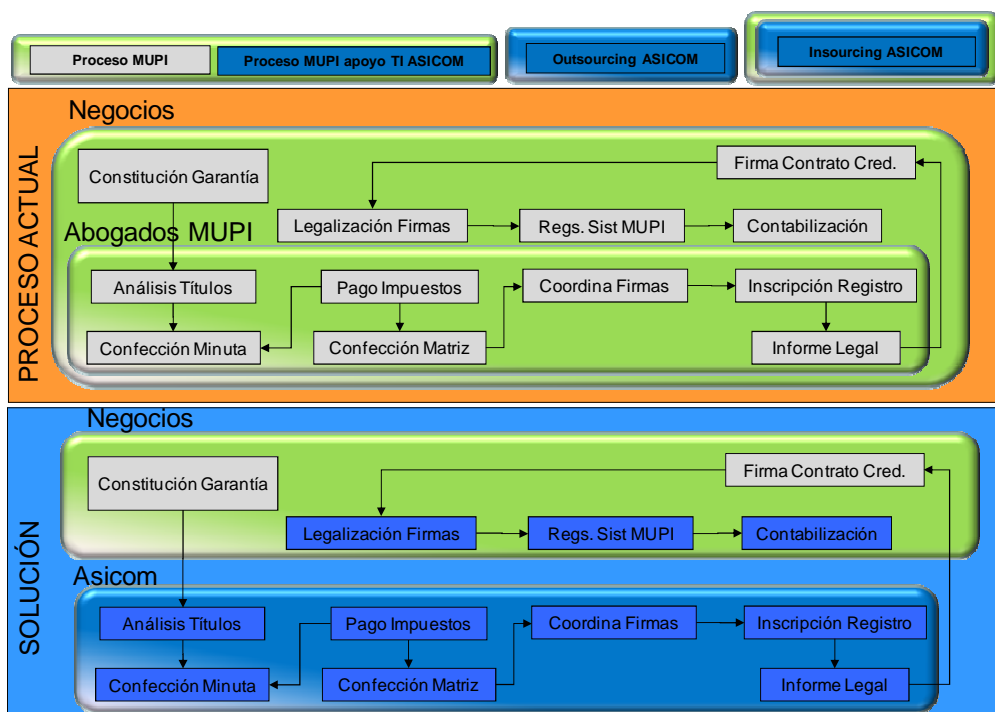 Proceso MUPI
Proceso MUPI apoyo TI ASICOM
Outsourcing ASICOM
Insourcing ASICOM
PROCESO ACTUAL
Negocios
Constitución Garantía
Firma Contrato Cred.
Legalización Firmas
Regs. Sist MUPI
Contabilización
Abogados MUPI
Análisis Títulos
Pago Impuestos
Coordina Firmas
Inscripción Registro
Confección Minuta
Confección Matriz
Informe Legal
SOLUCIÓN
Negocios
Constitución Garantía
Firma Contrato Cred.
Legalización Firmas
Regs. Sist MUPI
Contabilización
Asicom
Análisis Títulos
Pago Impuestos
Coordina Firmas
Inscripción Registro
Confección Minuta
Confección Matriz
Informe Legal